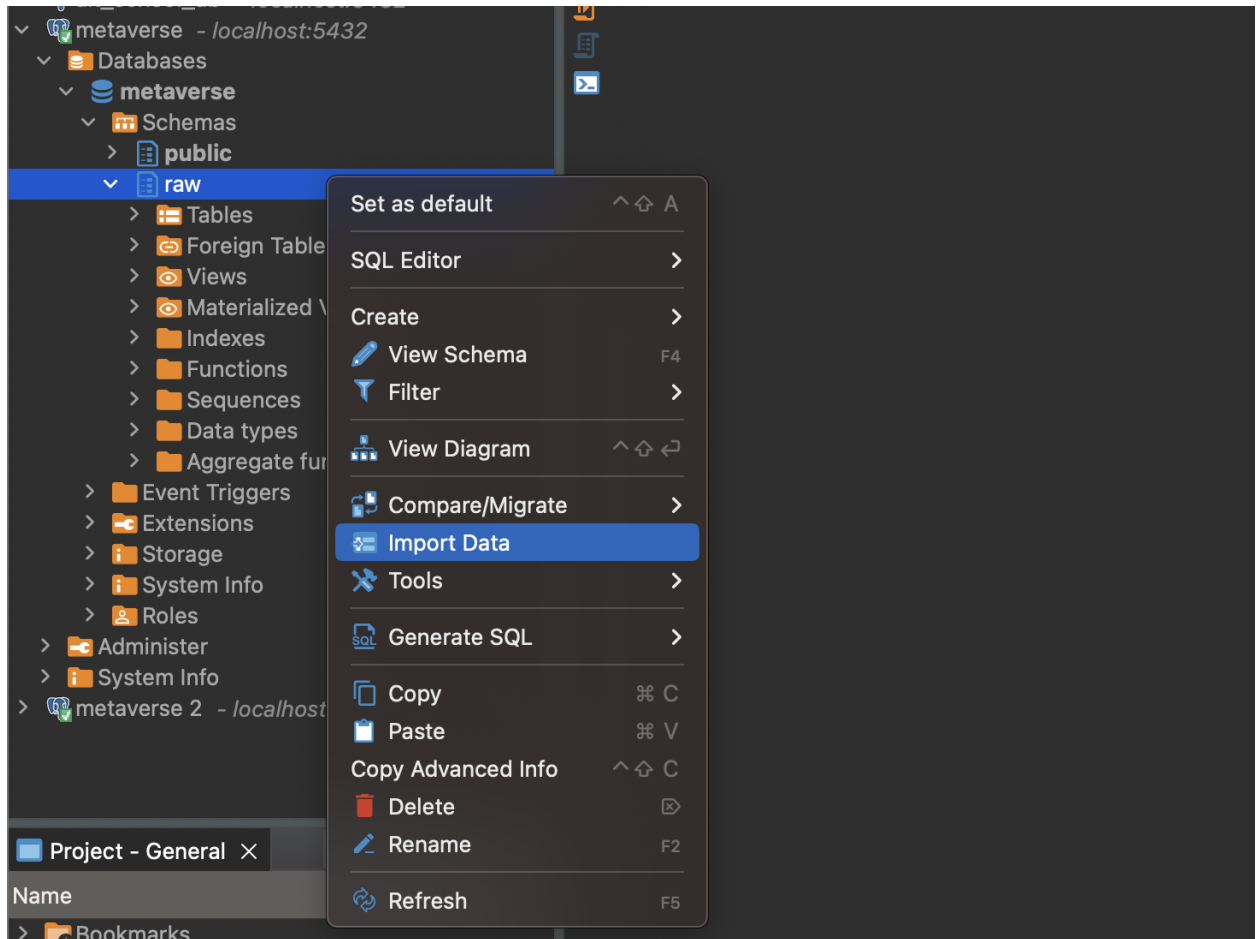 metaverse - localhost:5432
Databases
metaverse
Schemas
public
raw
Tables
Foreign Table
Views
Materialized
Indexes
Functions
Sequences
Data types
Aggregate fun
Event Triggers
Extensions
Storage
System Info
Roles
Administer
System Info
metaverse 2 - localhost
Project - General
Name
Bookmarks
Set as default ^⇧ A
SQL Editor
Create
View Schema F4
Filter
View Diagram ^⇧↩
Compare/Migrate
Import Data
Tools
Generate SQL
SQL
Copy ⌘ C
Paste ⌘ V
Copy Advanced Info ^⇧ C
Delete ⌦
Rename F2
Refresh F5